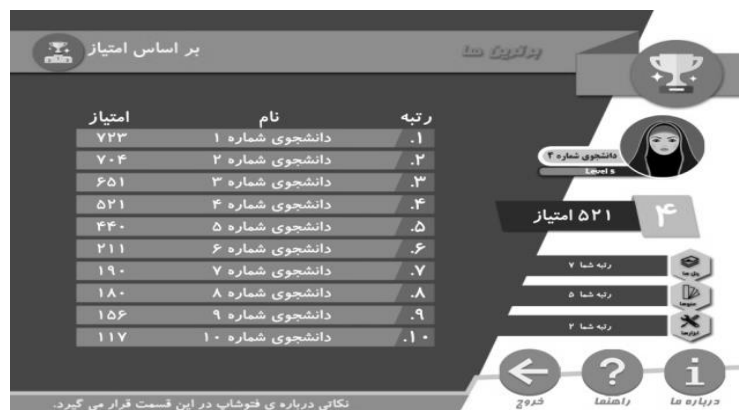 برترین ها
بر اساس امتیاز
رتبه نام امتیاز
۱. دانشجوی شماره ۱ ۷۲۳
۲. دانشجوی شماره ۲ ۷۰۴
۳. دانشجوی شماره ۳ ۶۵۱
۴. دانشجوی شماره ۴ ۵۲۱
۵. دانشجوی شماره ۵ ۴۴۰
۶. دانشجوی شماره ۶ ۲۱۱
۷. دانشجوی شماره ۷ ۱۹۰
۸. دانشجوی شماره ۸ ۱۸۰
۹. دانشجوی شماره ۹ ۱۵۶
۱۰. دانشجوی شماره ۱۰ ۱۱۷
دانشجوی شماره ۴
Level 5
۴
۵۲۱ امتیاز
پنل ها
رتبه شما ۷
منوها
رتبه شما ۵
ابزارها
رتبه شما ۲
درباره ما
راهنما
خروج
نکاتی درباره ی فتوشاپ در این قسمت قرار می گیرد.